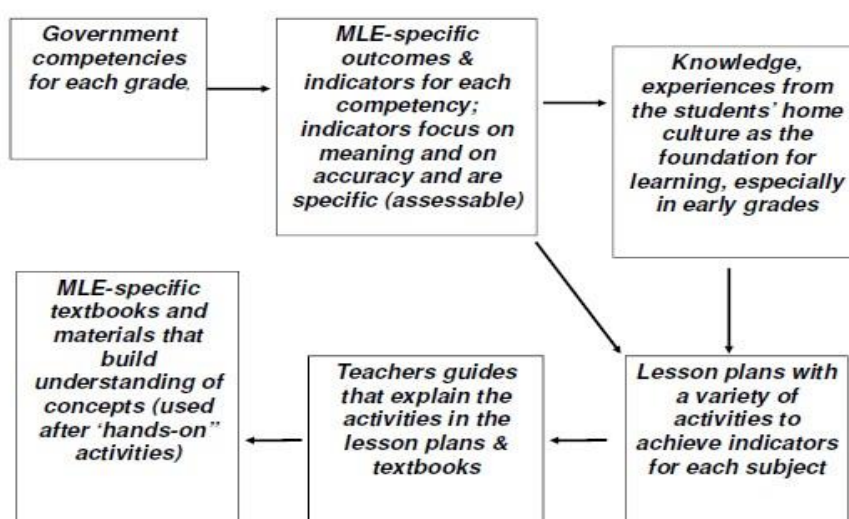 Government
competencies
for each grade.
MLE-specific
outcomes &
indicators for each
competency;
indicators focus on
meaning and on
accuracy and are
specific (assessable)
Knowledge,
experiences from
the students' home
culture as the
foundation for
learning, especially
in early grades
MLE-specific
textbooks and
materials that
build
understanding of
concepts (used
after 'hands-on"
activities)
Teachers guides
that explain the
activities in the
lesson plans &
textbooks
Lesson plans with
a variety of
activities to
achieve indicators
for each subject